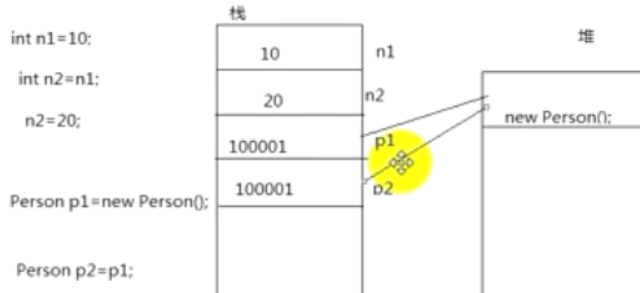 栈
堆
int n1=10;
10
n1
int n2=n1;
20
n2
n2=20;
new Person();
100001
p1
100001
p2
Person p1=new Person();
Person p2=p1;